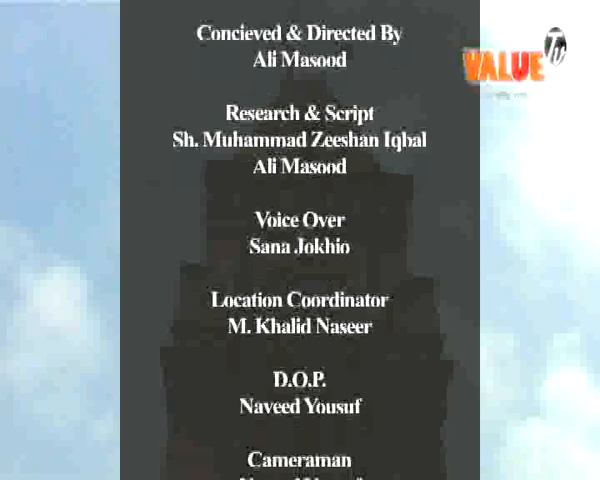 Concieved & Directed By
Ali Masood
VALUE TV
Research & Script
Sh. Muhammad Zeeshan Iqbal
Ali Masood
Voice Over
Sana Jokhio
Location Coordinator
M. Khalid Naseer
D.O.P.
Naveed Yousuf
Cameraman